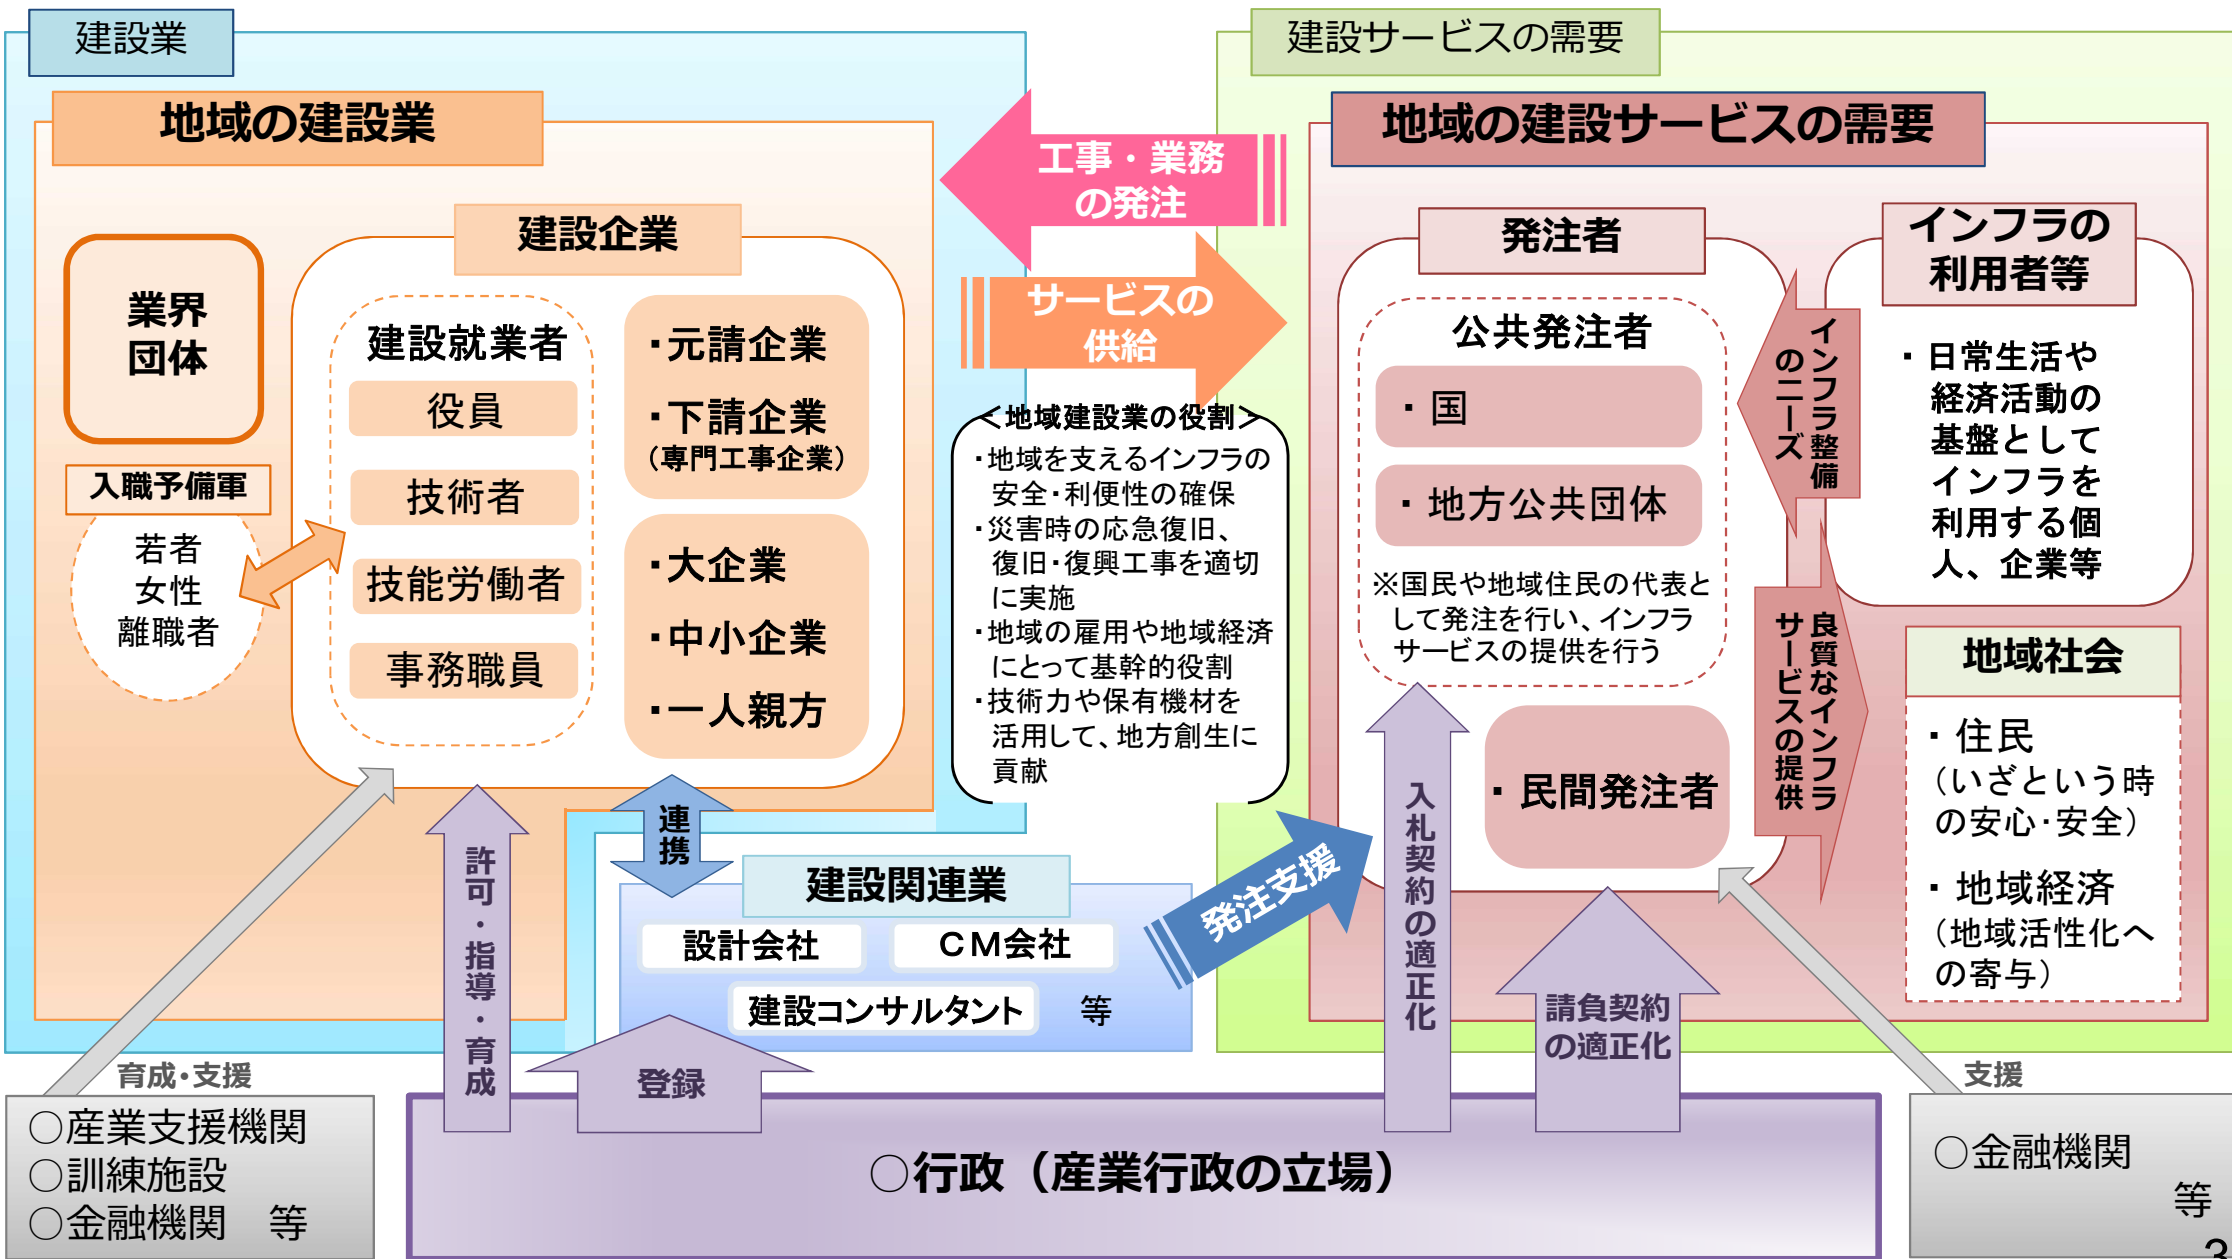 建設業
地域の建設業
業界
団体
入職予備軍
若者
女性
離職者
建設企業
建設就業者
役員
技術者
技能労働者
事務職員
・元請企業
・下請企業
（専門工事企業）
・大企業
・中小企業
・一人親方
工事・業務
の発注
サービスの
供給
＜地域建設業の役割＞
・地域を支えるインフラの
安全・利便性の確保
・災害時の応急復旧、
復旧・復興工事を適切
に実施
・地域の雇用や地域経済
にとって基幹的役割
・技術力や保有機材を
活用して、地方創生に
貢献
建設サービスの需要
地域の建設サービスの需要
発注者
公共発注者
・国
・地方公共団体
※国民や地域住民の代表と
して発注を行い、インフラ
サービスの提供を行う
・民間発注者
インフラ整備
のニーズ
良質なインフラ
サービスの提供
インフラの
利用者等
・日常生活や
経済活動の
基盤として
インフラを
利用する個
人、企業等
地域社会
・住民
（いざという時
の安心・安全）
・地域経済
（地域活性化へ
の寄与）
連携
建設関連業
設計会社
ＣＭ会社
建設コンサルタント
等
発注支援
許可・指導・育成
登録
入札契約の適正化
請負契約
の適正化
育成・支援
○産業支援機関
○訓練施設
○金融機関　等
○行政（産業行政の立場）
支援
○金融機関
等
3